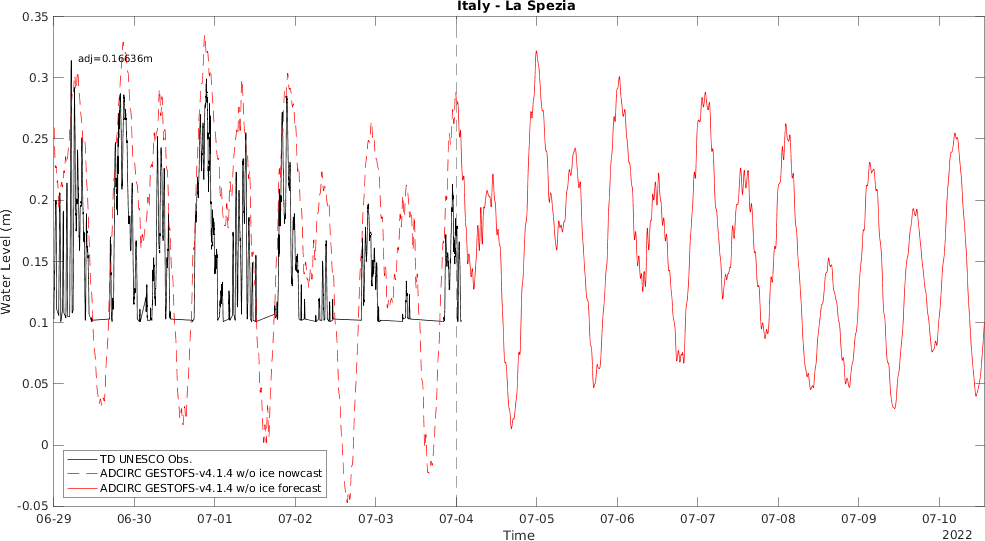 Italy - La Spezia
0.35
0.3
0.25
0.2
0.15
0.1
0.05
0
-0.05
Water Level (m)
adj=0.16636m
TD UNESCO Obs.
ADCIRC GESTOFS-v4.1.4 w/o ice nowcast
ADCIRC GESTOFS-v4.1.4 w/o ice forecast
06-29 06-30 07-01 07-02 07-03 07-04 07-05 07-06 07-07 07-08 07-09 07-10
Time
2022